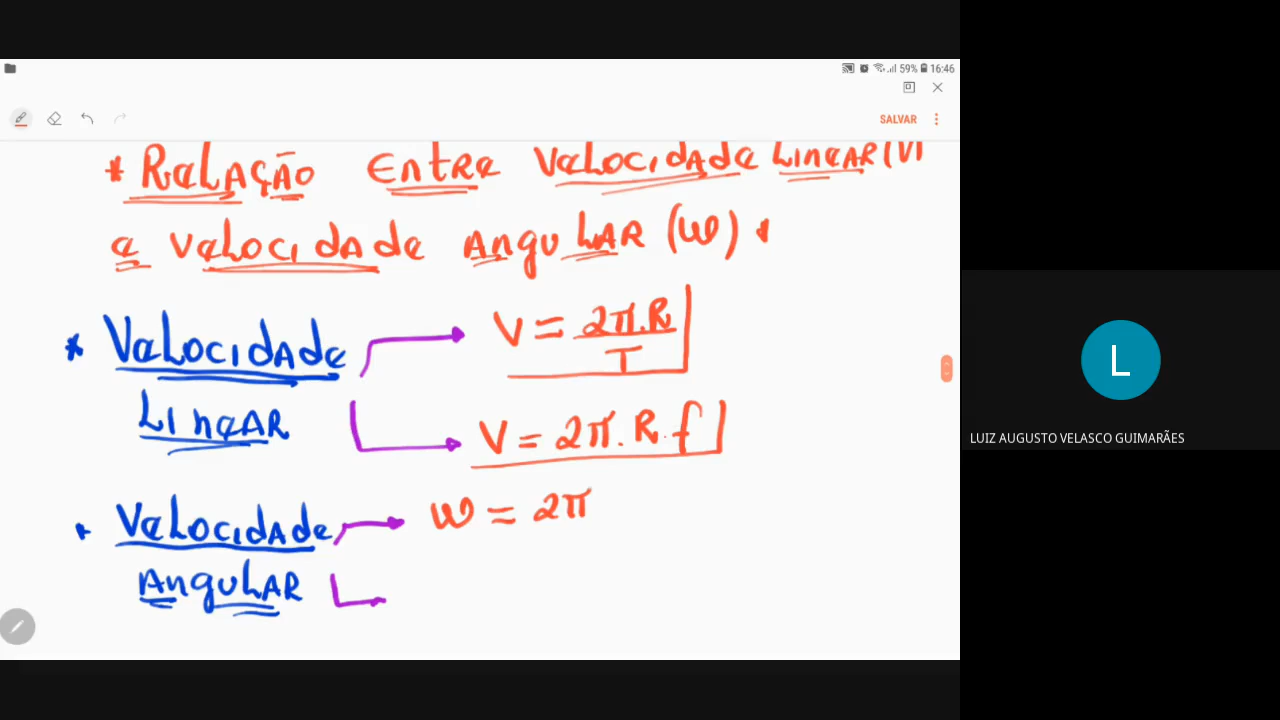 59% 16:46
SALVAR
* Relação Entre Velocidade Linear (V)
e Velocidade Angular (ω) *
* Velocidade Linear
V = 2π.R / T
V = 2π.R.f
* Velocidade Angular
ω = 2π
L
LUIZ AUGUSTO VELASCO GUIMARÃES